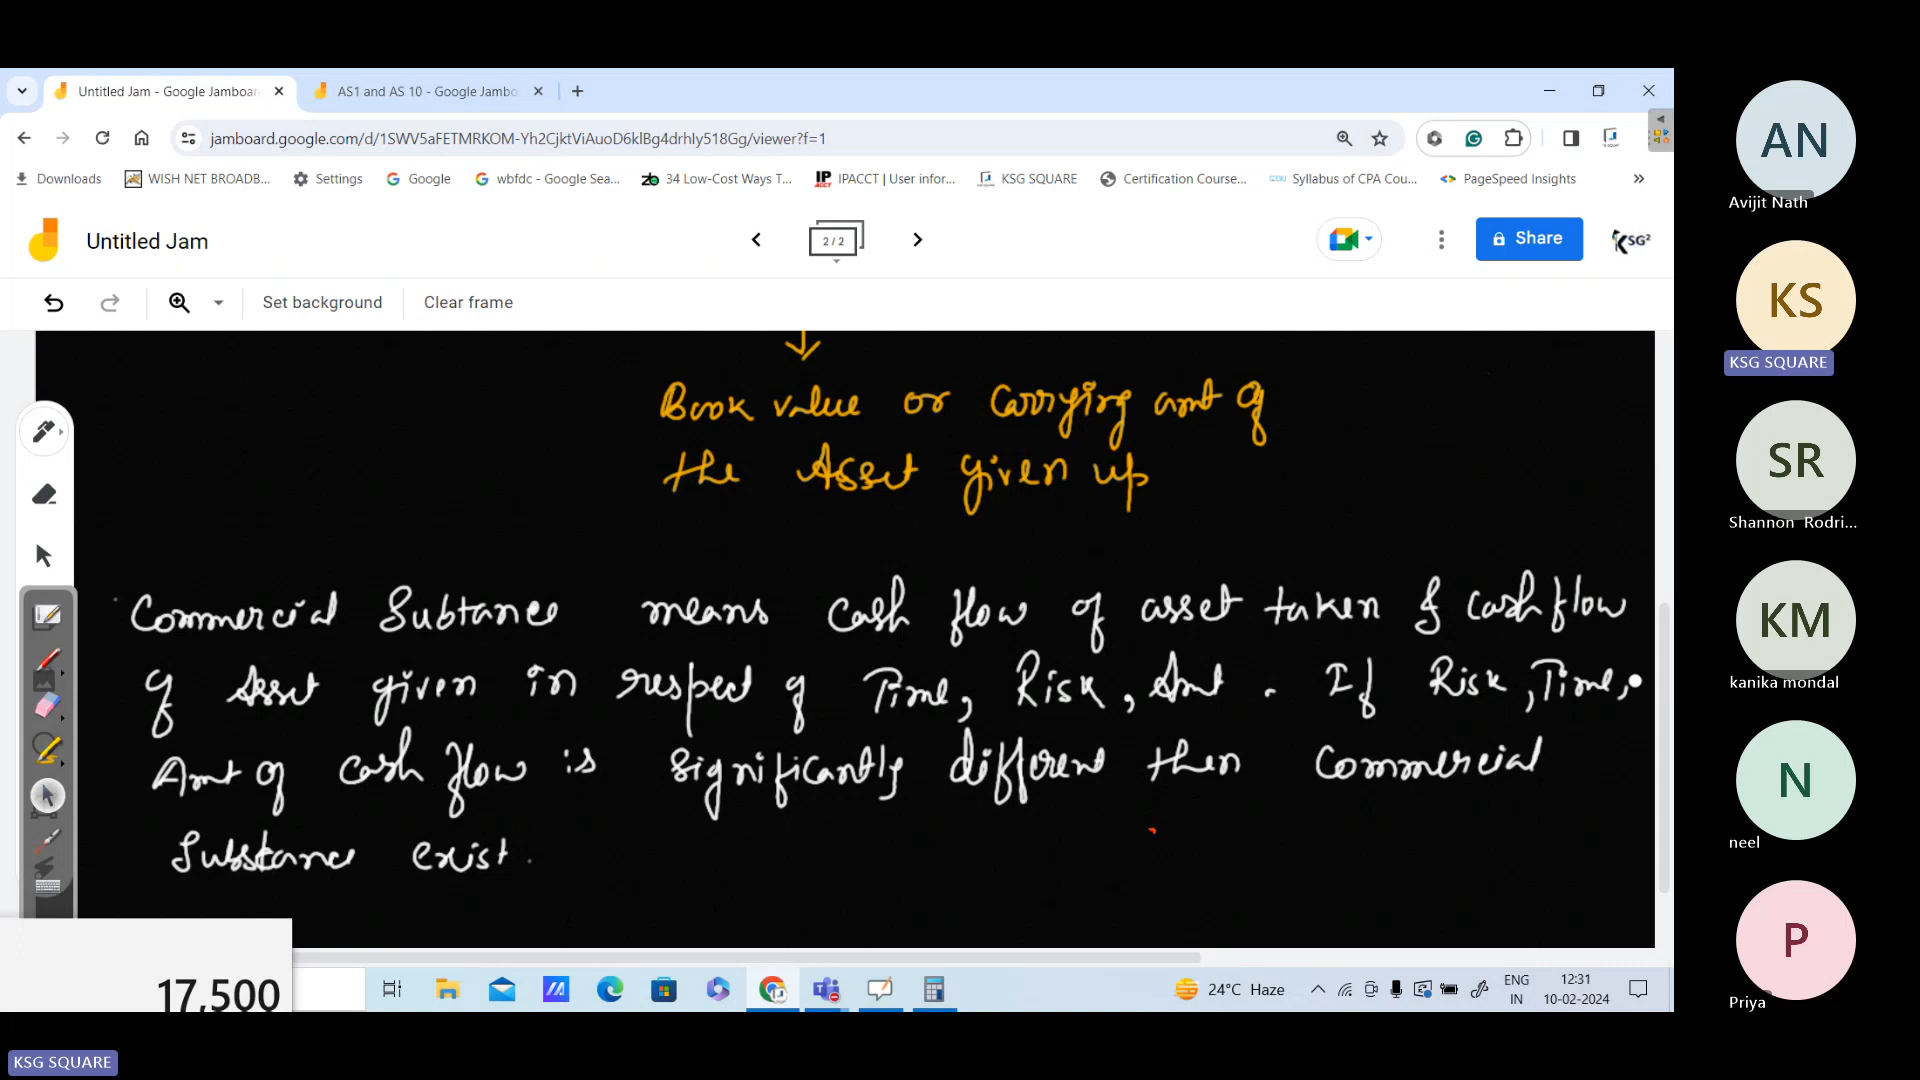 Untitled Jam - Google Jamboar
AS1 and AS 10 - Google Jambo
jamboard.google.com/d/1SWV5aFETMRKOM-Yh2CjktViAuoD6klBg4drhIy518Gg/viewer?f=1
Downloads
WISH NET BROADB...
Settings
Google
wbfdc - Google Sea...
34 Low-Cost Ways T...
IPACCT | User infor...
KSG SQUARE
Certification Course...
Syllabus of CPA Cou...
PageSpeed Insights
Untitled Jam
2 / 2
Share
KSG²
Set background
Clear frame
Book value or Carrying amt of
the Asset given up
Commercial Subtance means cash flow of asset taken & cash flow
of Asset given in respect of Time, Risk, Amt. If Risk, Time,
Amt of cash flow is significantly different then Commercial
Substance exist.
17,500
24°C Haze
ENG
IN
12:31
10-02-2024
AN
Avijit Nath
KS
KSG SQUARE
SR
Shannon Rodri...
KM
kanika mondal
N
neel
P
Priya
KSG SQUARE